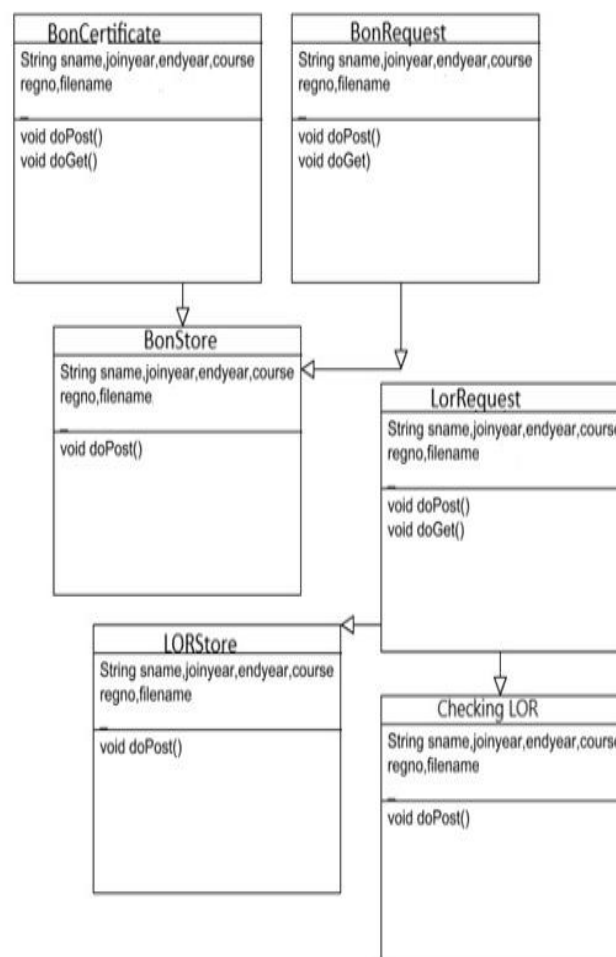 BonCertificate
String sname,joinyear,endyear,course
regno,filename
void doPost()
void doGet()
BonRequest
String sname,joinyear,endyear,course
regno,filename
void doPost()
void doGet)
BonStore
String sname,joinyear,endyear,course
regno,filename
void doPost()
LorRequest
String sname,joinyear,endyear,course
regno,filename
void doPost()
void doGet()
LORStore
String sname,joinyear,endyear,course
regno,filename
void doPost()
Checking LOR
String sname,joinyear,endyear,course
regno,filename
void doPost()